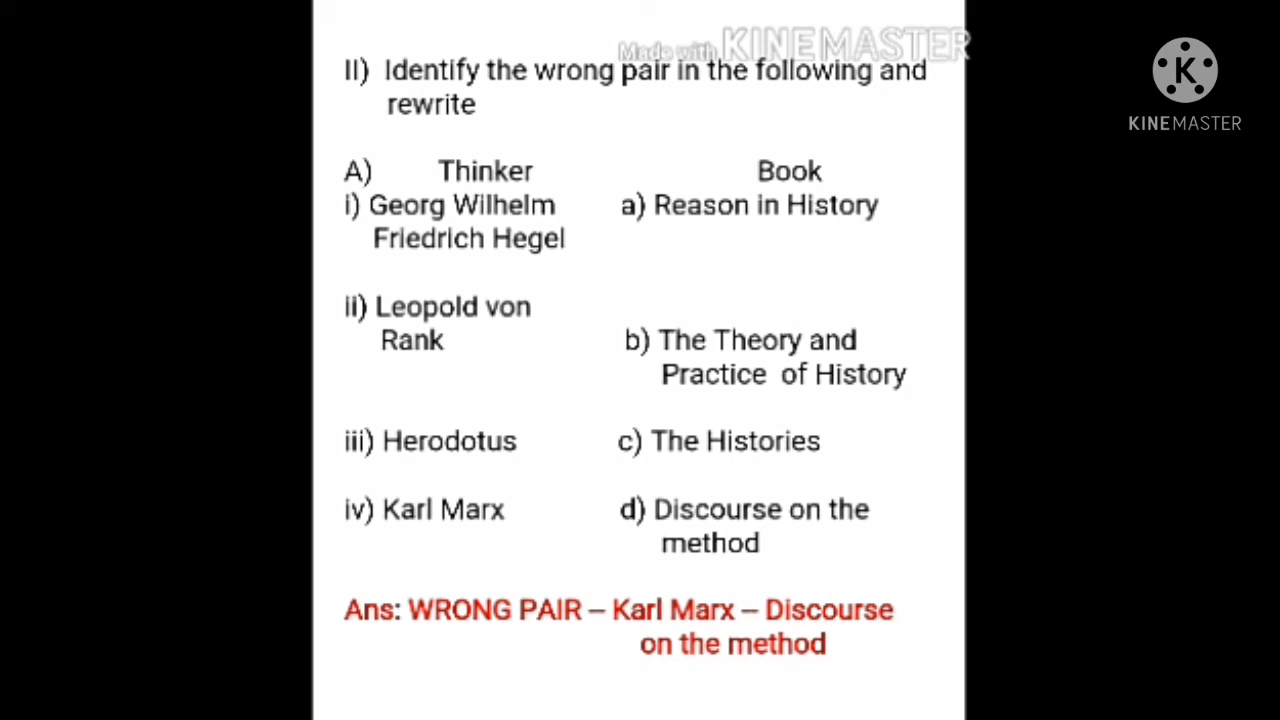 Made with KINEMASTER
KINEMASTER
II) Identify the wrong pair in the following and
rewrite
A) Thinker Book
i) Georg Wilhelm a) Reason in History
Friedrich Hegel
ii) Leopold von
Rank b) The Theory and
Practice of History
iii) Herodotus c) The Histories
iv) Karl Marx d) Discourse on the
method
Ans: WRONG PAIR – Karl Marx – Discourse
on the method